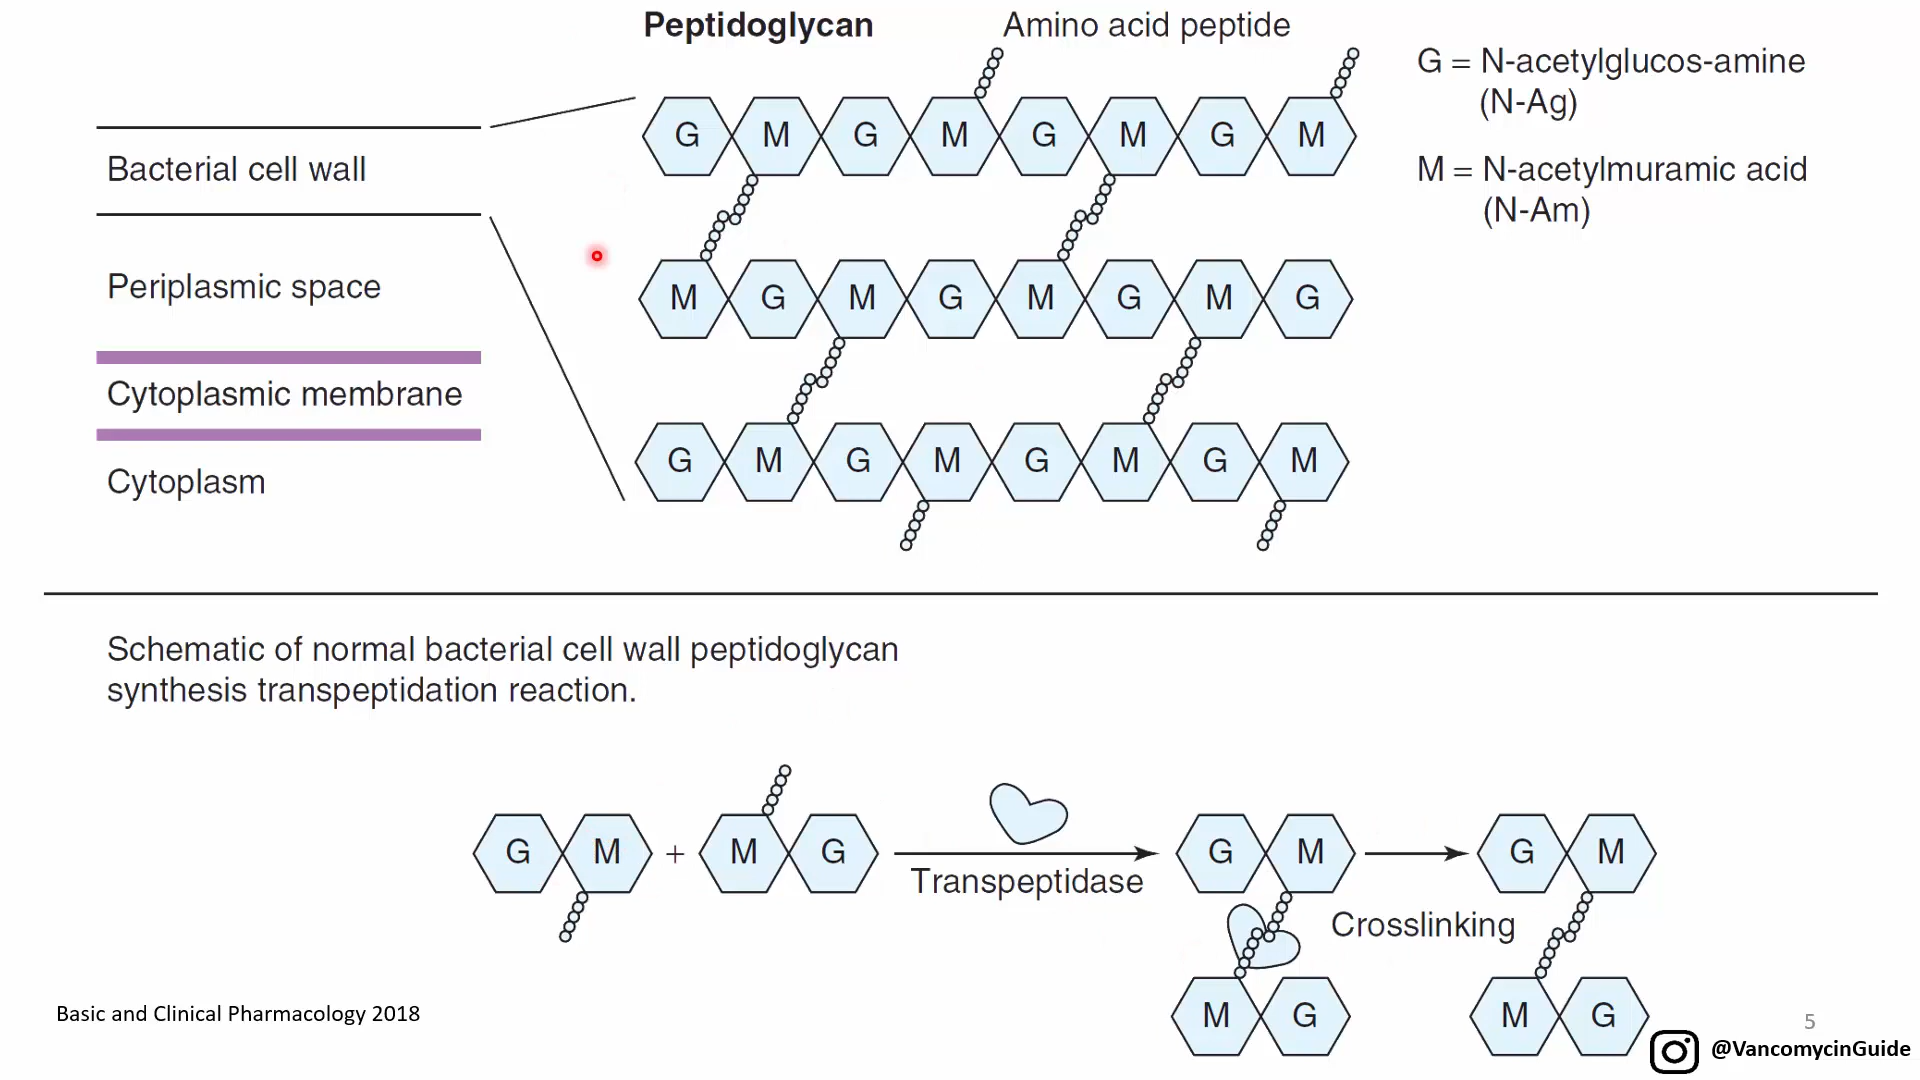 Peptidoglycan
Amino acid peptide
G = N-acetylglucos-amine
(N-Ag)
M = N-acetylmuramic acid
(N-Am)
Bacterial cell wall
Periplasmic space
Cytoplasmic membrane
Cytoplasm
G M G M G M G M
M G M G M G M G
G M G M G M G M
Schematic of normal bacterial cell wall peptidoglycan
synthesis transpeptidation reaction.
G M + M G
Transpeptidase
G M
Crosslinking
G M
M G
M G
Basic and Clinical Pharmacology 2018
5
@VancomycinGuide